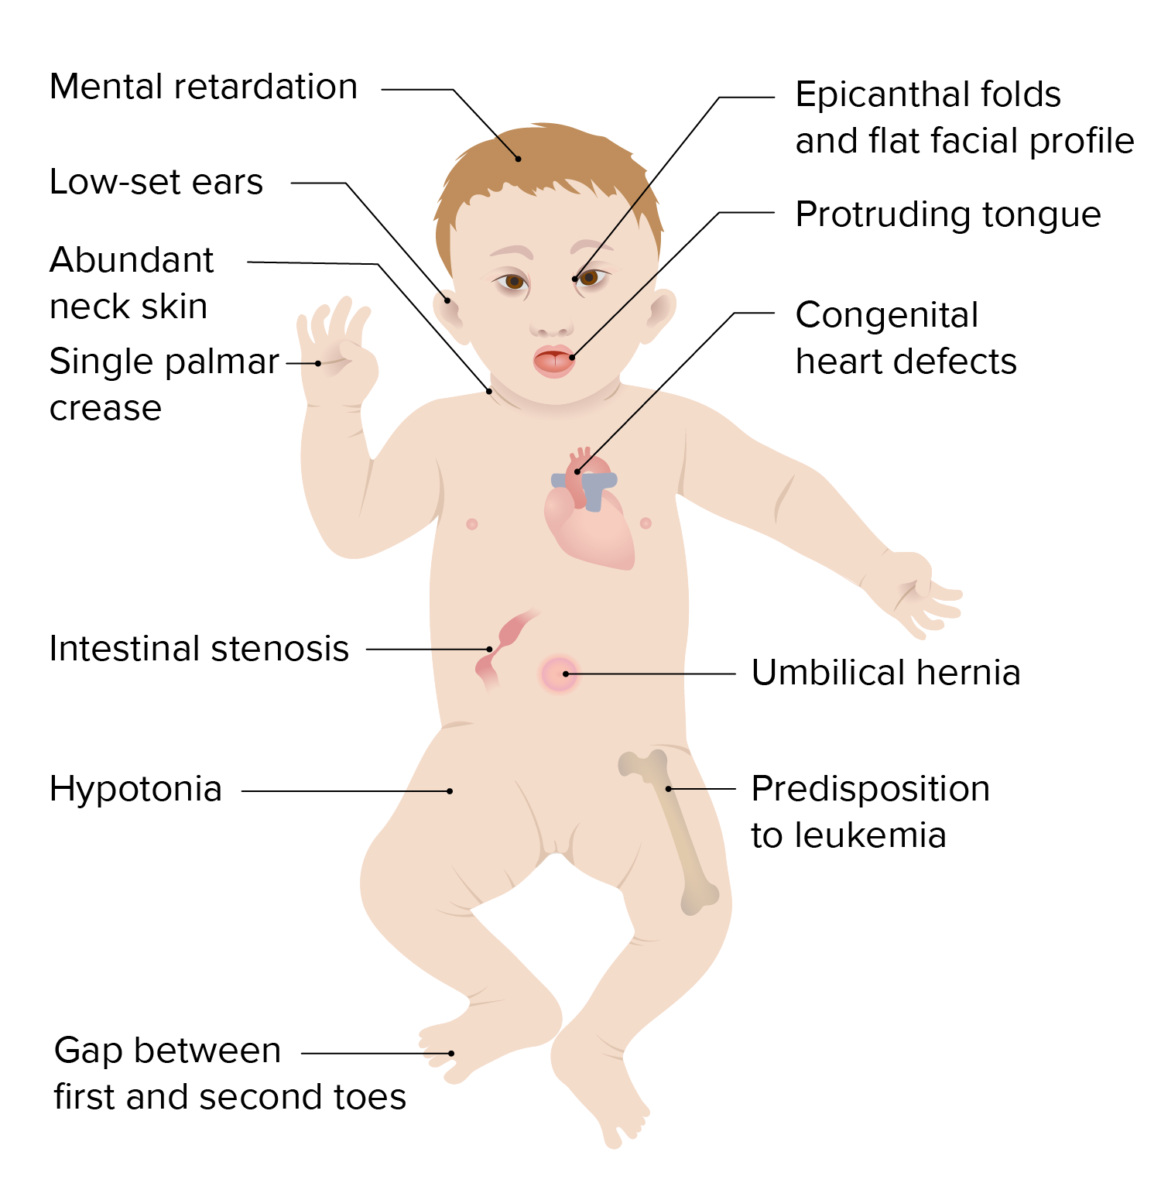 Mental retardation
Low-set ears
Abundant
neck skin
Single palmar
crease
Intestinal stenosis
Hypotonia
Gap between
first and second toes
Epicanthal folds
and flat facial profile
Protruding tongue
Congenital
heart defects
Umbilical hernia
Predisposition
to leukemia